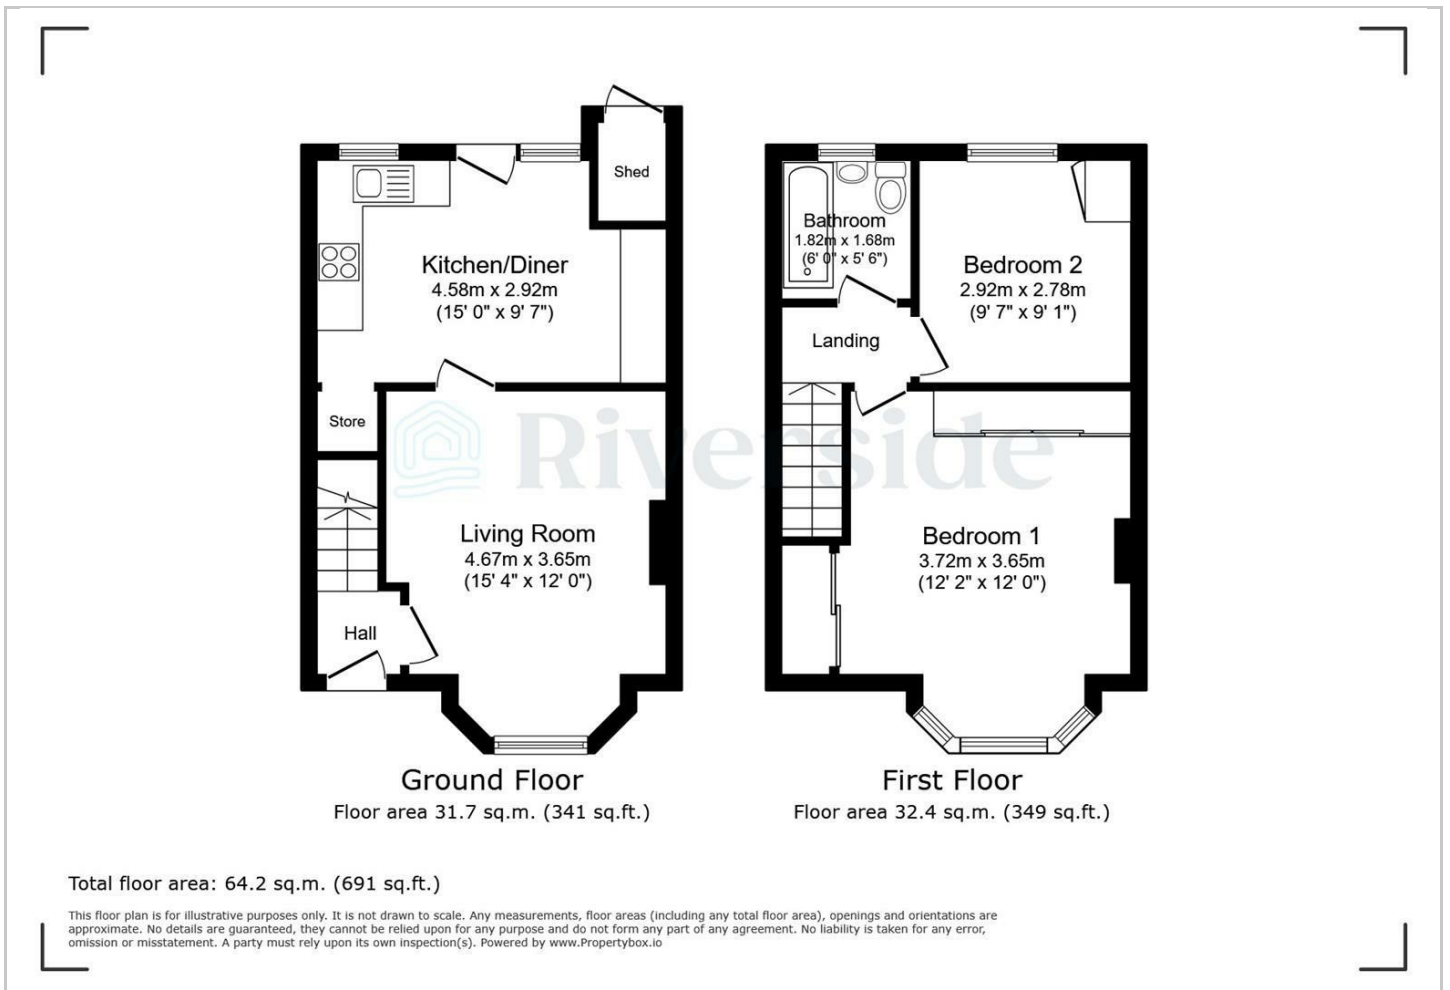 Shed
Kitchen/Diner
4.58m x 2.92m
(15' 0" x 9' 7")
Store
Living Room
4.67m x 3.65m
(15' 4" x 12' 0")
Hall
Bathroom
1.82m x 1.68m
(6' 0" x 5' 6")
Bedroom 2
2.92m x 2.78m
(9' 7" x 9' 1")
Landing
Bedroom 1
3.72m x 3.65m
(12' 2" x 12' 0")
Riverside
Ground Floor
Floor area 31.7 sq.m. (341 sq.ft.)
First Floor
Floor area 32.4 sq.m. (349 sq.ft.)
Total floor area: 64.2 sq.m. (691 sq.ft.)
This floor plan is for illustrative purposes only. It is not drawn to scale. Any measurements, floor areas (including any total floor area), openings and orientations are
approximate. No details are guaranteed, they cannot be relied upon for any purpose and do not form any part of any agreement. No liability is taken for any error,
omission or misstatement. A party must rely upon its own inspection(s). Powered by www.Propertybox.io